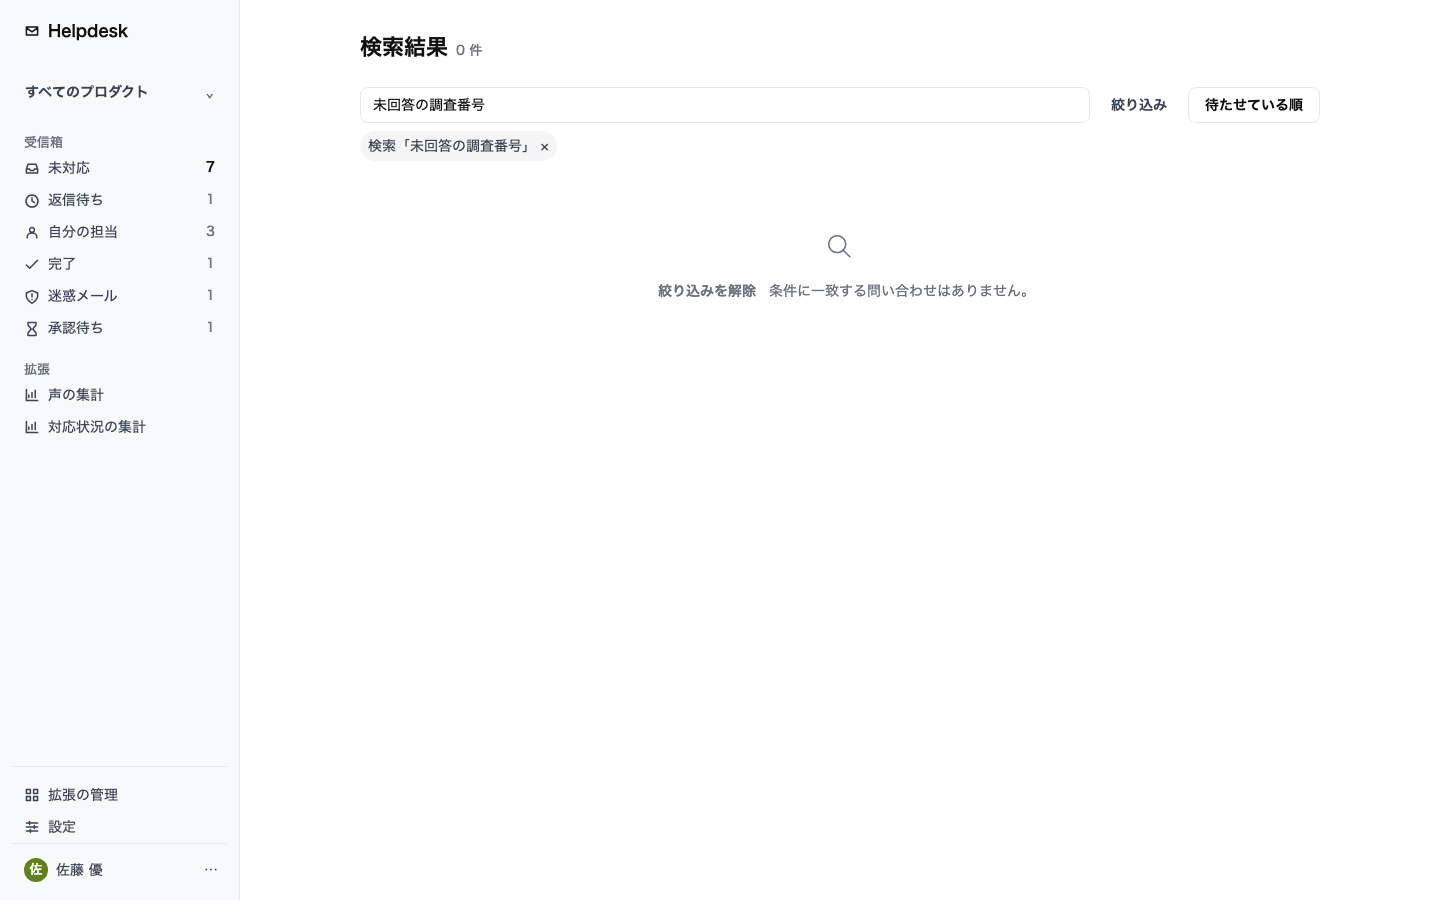 Helpdesk
すべてのプロダクト
受信箱
未対応 7
返信待ち 1
自分の担当 3
完了 1
迷惑メール 1
承認待ち 1
拡張
声の集計
対応状況の集計
拡張の管理
設定
佐 佐藤 優 …
検索結果 0 件
未回答の調査番号 絞り込み 待たせている順
検索「未回答の調査番号」 ×
絞り込みを解除 条件に一致する問い合わせはありません。